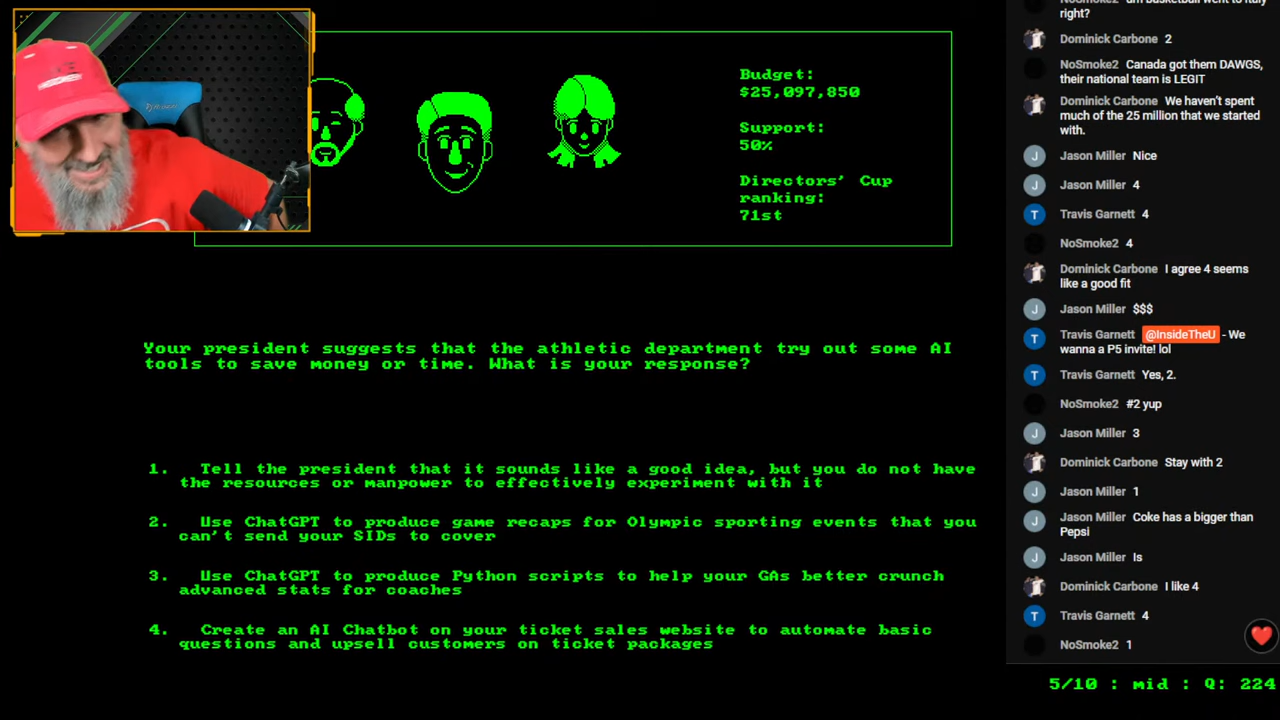 Budget:
$25,097,850
Support:
50%
Directors' Cup
ranking:
71st
Your president suggests that the athletic department try out some AI
tools to save money or time. What is your response?
1. Tell the president that it sounds like a good idea, but you do not have
the resources or manpower to effectively experiment with it
2. Use ChatGPT to produce game recaps for Olympic sporting events that you
can't send your SIDs to cover
3. Use ChatGPT to produce Python scripts to help your GAs better crunch
advanced stats for coaches
4. Create an AI Chatbot on your ticket sales website to automate basic
questions and upsell customers on ticket packages
right?
Dominick Carbone 2
NoSmoke2 Canada got them DAWGS,
their national team is LEGIT
Dominick Carbone We haven't spent
much of the 25 million that we started
with.
J Jason Miller Nice
J Jason Miller 4
T Travis Garnett 4
NoSmoke2 4
Dominick Carbone I agree 4 seems
like a good fit
J Jason Miller $$$
T Travis Garnett @InsideTheU - We
wanna a P5 invite! lol
T Travis Garnett Yes, 2.
NoSmoke2 #2 yup
J Jason Miller 3
Dominick Carbone Stay with 2
J Jason Miller 1
J Jason Miller Coke has a bigger than
Pepsi
J Jason Miller Is
Dominick Carbone I like 4
T Travis Garnett 4
NoSmoke2 1
5/10 : mid : Q: 224